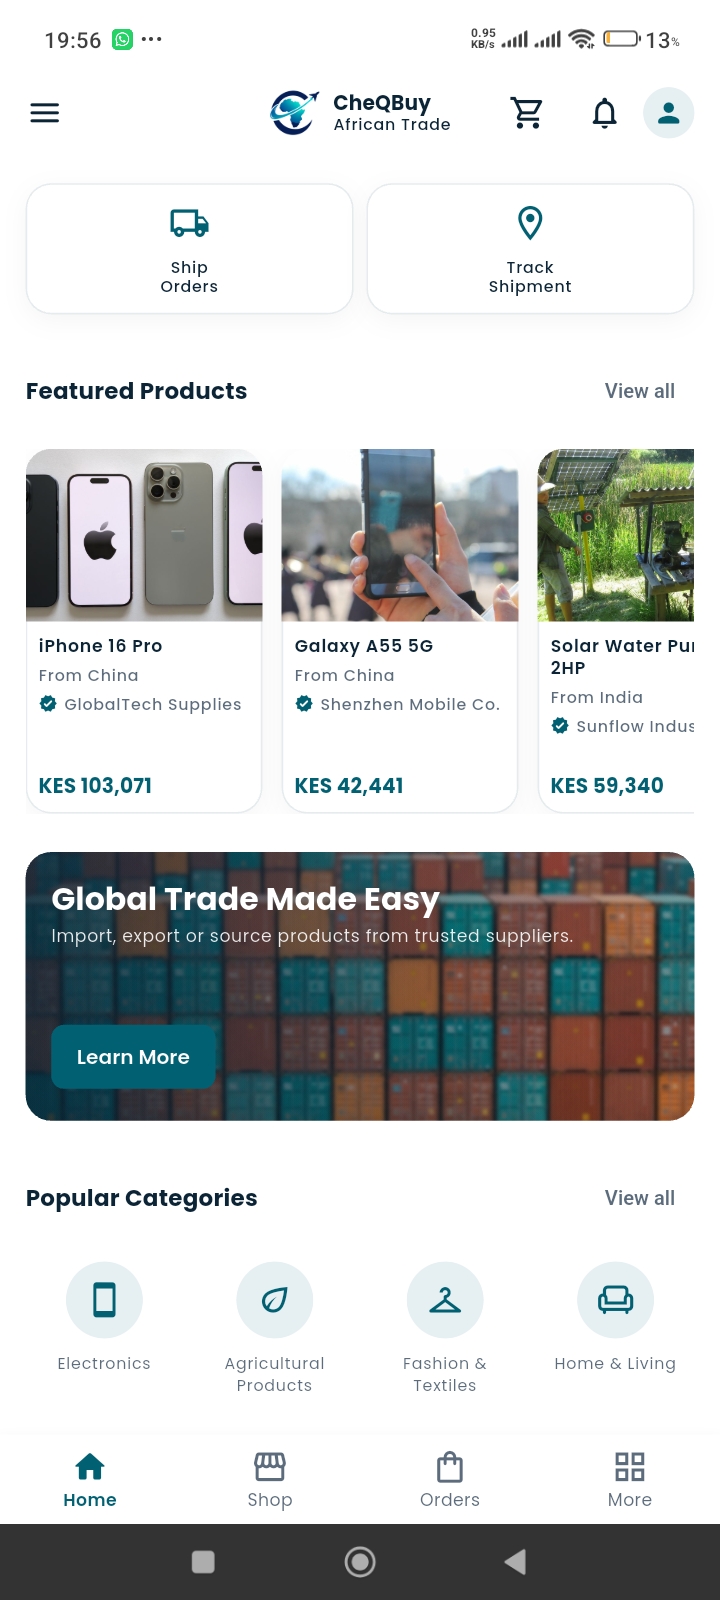 19:56
0.95
KB/s
13%
CheQBuy
African Trade
Ship
Orders
Track
Shipment
Featured Products
View all
iPhone 16 Pro
From China
GlobalTech Supplies
KES 103,071
Galaxy A55 5G
From China
Shenzhen Mobile Co.
KES 42,441
Solar Water Pu
2HP
From India
Sunflow Indus
KES 59,340
Global Trade Made Easy
Import, export or source products from trusted suppliers.
Learn More
Popular Categories
View all
Electronics
Agricultural
Products
Fashion &
Textiles
Home & Living
Home
Shop
Orders
More